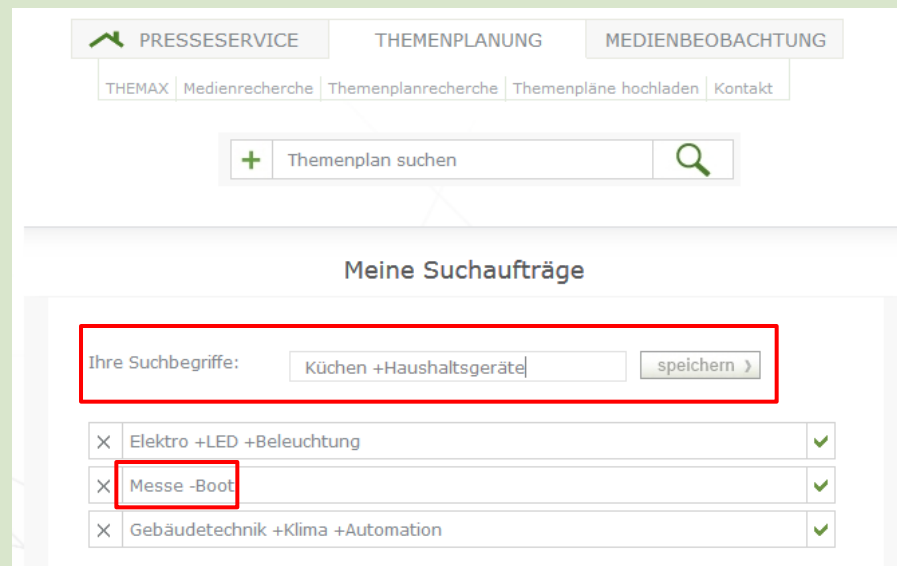 PRESSESERVICE THEMENPLANUNG MEDIENBEOBACHTUNG
THEMAX Medienrecherche Themenplanrecherche Themenpläne hochladen Kontakt
Themenplan suchen
Meine Suchaufträge
Ihre Suchbegriffe: Küchen +Haushaltsgeräte speichern
Elektro +LED +Beleuchtung
Messe -Boot
Gebäudetechnik +Klima +Automation